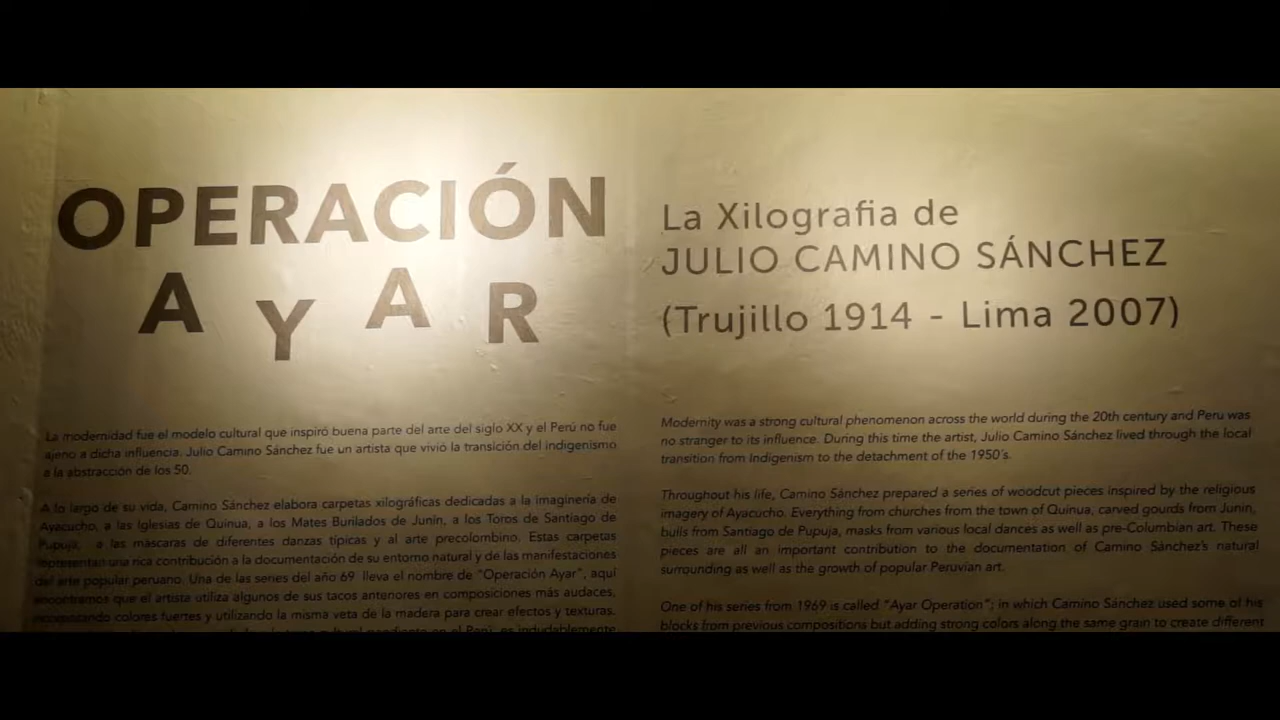 OPERACIÓN
AYAR
La Xilografia de
JULIO CAMINO SÁNCHEZ
(Trujillo 1914 - Lima 2007)
La modernidad fue el modelo cultural que inspiró buena parte del arte del siglo XX y el Perú no fue
ajeno a dicha influencia. Julio Camino Sánchez fue un artista que vivió la transición del indigenismo
a la abstracción de los 50.
A lo largo de su vida, Camino Sánchez elabora carpetas xilográficas dedicadas a la imaginería de
Ayacucho, a las Iglesias de Quinua, a los Mates Burilados de Junín, a los Toros de Santiago de
Pupuja, a las máscaras de diferentes danzas típicas y al arte precolombino. Estas carpetas
representan una rica contribución a la documentación de su entorno natural y de las manifestaciones
del arte popular peruano. Una de las series del año 69 lleva el nombre de "Operación Ayar", aquí
encontremos que el artista utiliza algunos de sus tacos anteriores en composiciones más audaces,
incorporando colores fuertes y utilizando la misma veta de la madera para crear efectos y texturas.
pendiente en el Perú, es indudablemente
Modernity was a strong cultural phenomenon across the world during the 20th century and Peru was
no stranger to its influence. During this time the artist, Julio Camino Sánchez lived through the local
transition from Indigenism to the detachment of the 1950's.
Throughout his life, Camino Sánchez prepared a series of woodcut pieces inspired by the religious
imagery of Ayacucho. Everything from churches from the town of Quinua, carved gourds from Junin,
bulls from Santiago de Pupuja, masks from various local dances as well as pre-Columbian art. These
pieces are all an important contribution to the documentation of Camino Sánchez's natural
surrounding as well as the growth of popular Peruvian art.
One of his series from 1969 is called "Ayar Operation"; in which Camino Sánchez used some of his
blocks from previous compositions but adding strong colors along the same grain to create different